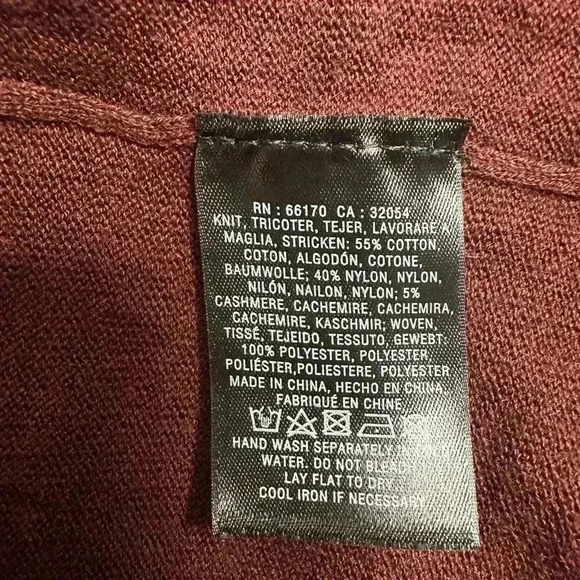 RN : 66170 CA : 32054
KNIT, TRICOTER, TEJER, LAVORARE A
MAGLIA, STRICKEN: 55% COTTON,
COTON, ALGODÓN, COTONE,
BAUMWOLLE; 40% NYLON, NYLON,
NILÓN, NAILON, NYLON; 5%
CASHMERE, CACHEMIRE, CACHEMIRA,
CACHEMIRE, KASCHMIR; WOVEN,
TISSÉ, TEJEIDO, TESSUTO, GEWEBT:
100% POLYESTER, POLYESTER,
POLIÉSTER,POLIESTERE, POLYESTER
MADE IN CHINA, HECHO EN CHINA,
FABRIQUÉ EN CHINE
HAND WASH SEPARATELY
WATER. DO NOT BLEACH
LAY FLAT TO DRY
COOL IRON IF NECESSARY